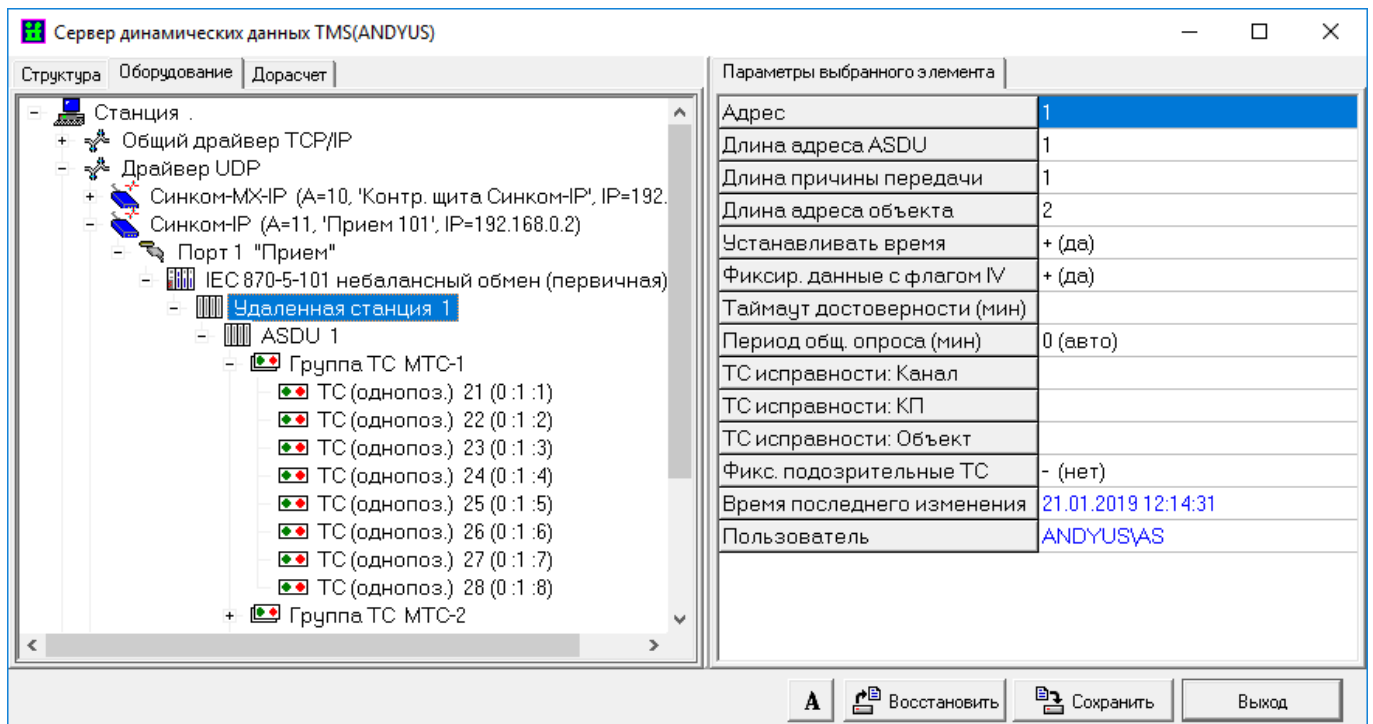 Сервер динамических данных TMS(ANDYUS)
Структура Оборудование Дорасчет
Станция .
Общий драйвер TCP/IP
Драйвер UDP
Синком-МХ-IP (А=10, 'Контр. щита Синком-IP', IP=192.
Синком-IP (А=11, 'Прием 101', IP=192.168.0.2)
Порт 1 "Прием"
IEC 870-5-101 небалансный обмен (первичная)
Удаленная станция 1
ASDU 1
Группа ТС МТС-1
ТС (однопоз.) 21 (0 :1 :1)
ТС (однопоз.) 22 (0 :1 :2)
ТС (однопоз.) 23 (0 :1 :3)
ТС (однопоз.) 24 (0 :1 :4)
ТС (однопоз.) 25 (0 :1 :5)
ТС (однопоз.) 26 (0 :1 :6)
ТС (однопоз.) 27 (0 :1 :7)
ТС (однопоз.) 28 (0 :1 :8)
Группа ТС МТС-2
Параметры выбранного элемента
Адрес 1
Длина адреса ASDU 1
Длина причины передачи 1
Длина адреса объекта 2
Устанавливать время + (да)
Фиксир. данные с флагом IV + (да)
Таймаут достоверности (мин)
Период общ. опроса (мин) 0 (авто)
ТС исправности: Канал
ТС исправности: КП
ТС исправности: Объект
Фикс. подозрительные ТС - (нет)
Время последнего изменения 21.01.2019 12:14:31
Пользователь ANDYUS\AS
А Восстановить Сохранить Выход